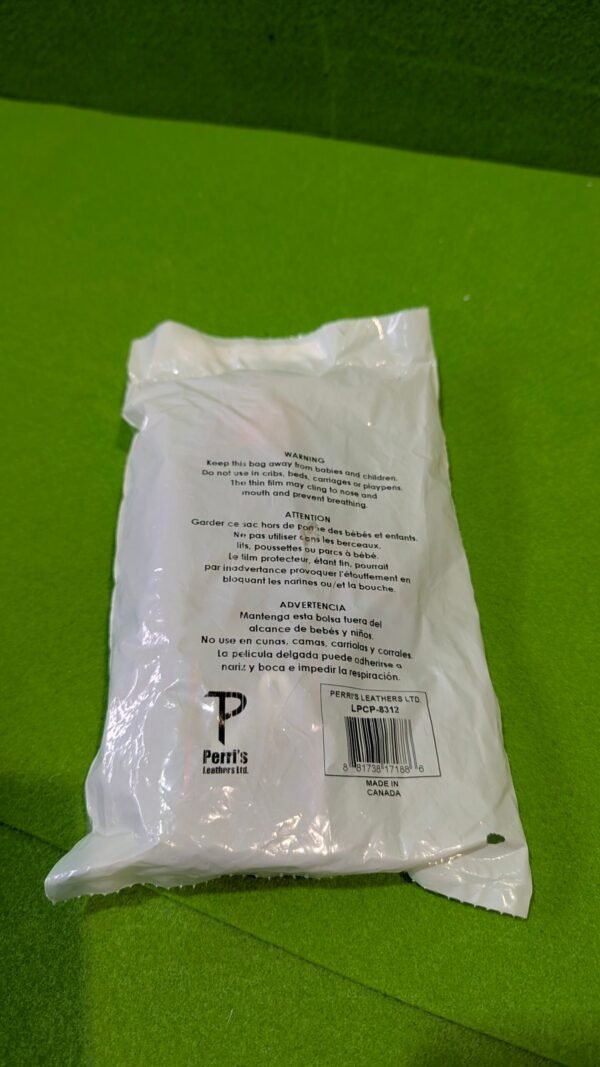 WARNING
Keep this bag away from babies and children.
Do not use in cribs, beds, carriages or playpens.
The thin film may cling to nose and
mouth and prevent breathing.
ATTENTION
Garder ce sac hors de portée des bébés et enfants.
Ne pas utiliser dans les berceaux,
lits, poussettes ou parcs à bébé.
Le film protecteur, étant fin, pourrait
par inadvertance provoquer l'étouffement en
bloquant les narines ou/et la bouche.
ADVERTENCIA
Mantenga esta bolsa fuera del
alcance de bebés y niños.
No use en cunas, camas, carriolas y corrales.
La pelicula delgada puede adherirse a
nariz y boca e impedir la respiración.
P
Perri's
Leathers Ltd.
PERRI'S LEATHERS LTD.
LPCP-8312
8 81738 17188 6
MADE IN
CANADA